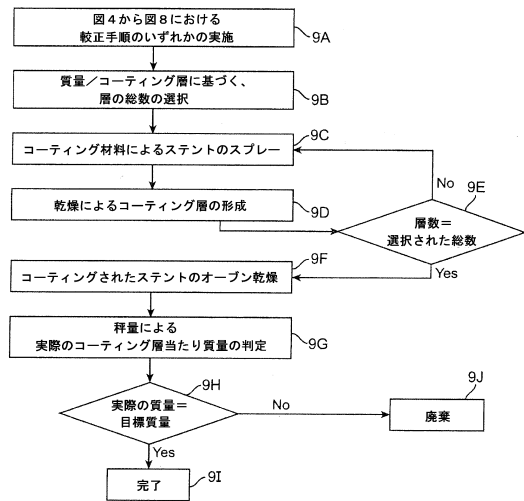 図4から図8における
較正手順のいずれかの実施
9A
質量／コーティング層に基づく、
層の総数の選択
9B
9C
コーティング材料によるステントのスプレー
No
9E
9D
乾燥によるコーティング層の形成
層数＝
選択された総数
Yes
9F
コーティングされたステントのオーブン乾燥
秤量による
実際のコーティング層当たり質量の判定
9G
9H
実際の質量＝
目標質量
No
9J
廃棄
Yes
9I
完了